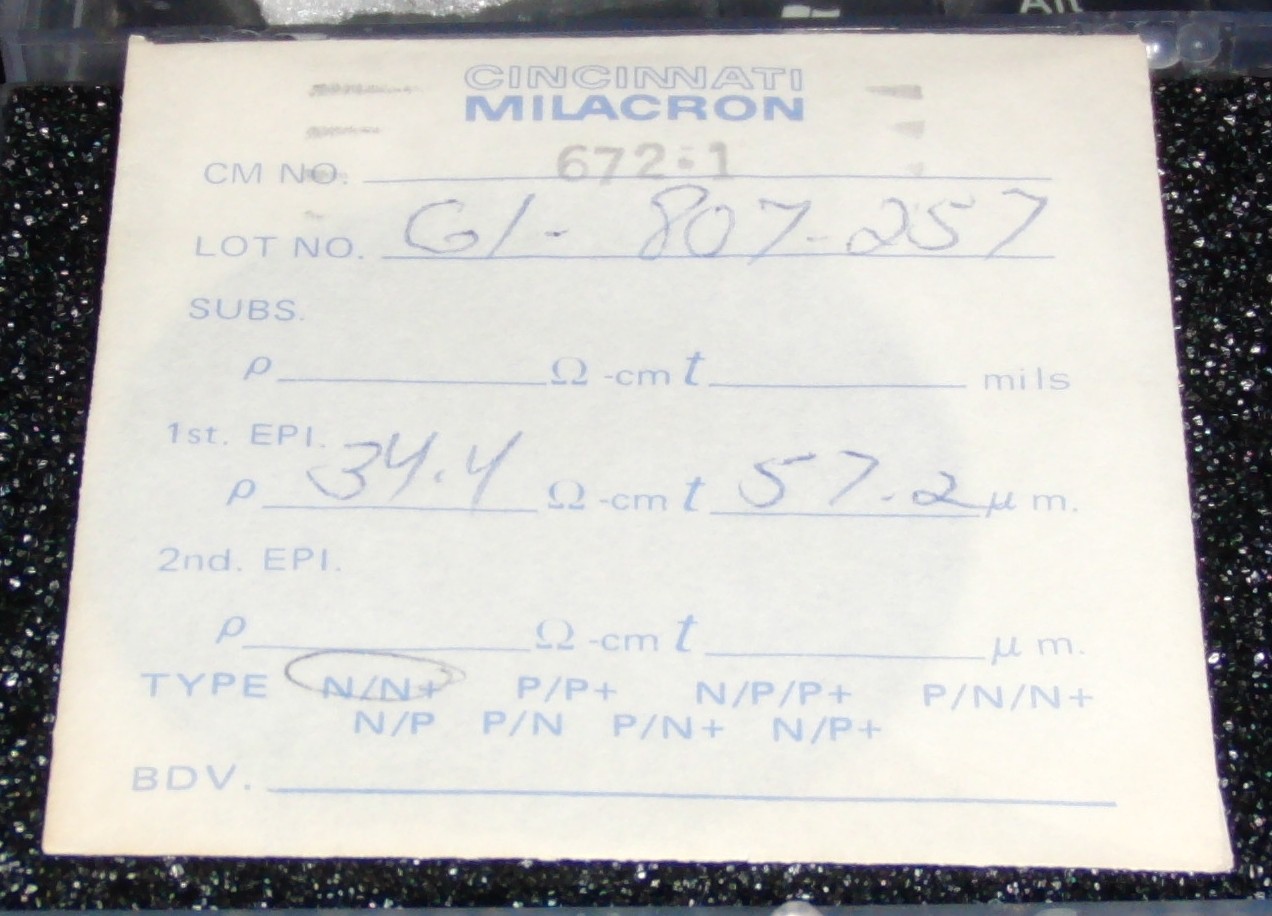 Alt
CINCINNATI
MILACRON
CM NO. 672-1
LOT NO. G1- 807-257
SUBS.
ρ Ω-cm t mils
1st. EPI.
ρ 34.4 Ω-cm t 57.2 μm.
2nd. EPI.
ρ Ω-cm t μm.
TYPE N/N+ P/P+ N/P/P+ P/N/N+
N/P P/N P/N+ N/P+
BDV.